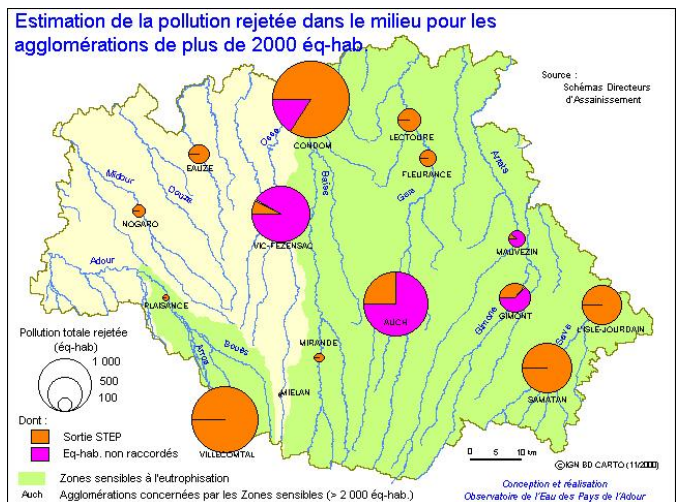 Estimation de la pollution rejetée dans le milieu pour les
agglomérations de plus de 2000 éq-hab.
Source :
Schémas Directeurs
d'Assainissement
CONDOM
Osse
LECTOURE
FLEURANCE
Arrats
EAUZE
Midour
Douze
Baïse
Gers
NOGARO
VIC-FEZENSAC
MAUVEZIN
Adour
PLAISANCE
AUCH
Gimone
GIMONT
L'ISLE-JOURDAIN
Save
Pollution totale rejetée
(éq-hab)
1 000
500
100
Bouès
Arros
MIRANDE
MIELAN
SAMATAN
VILLECOMTAL
Dont :
Sortie STEP
Eq-hab. non raccordés
0 5 10 km
©IGN BD CARTO (11/2000)
Zones sensibles à l'eutrophisation
Auch Agglomérations concernées par les Zones sensibles (> 2 000 éq-hab.)
Conception et réalisation
Observatoire de l'Eau des Pays de l'Adour